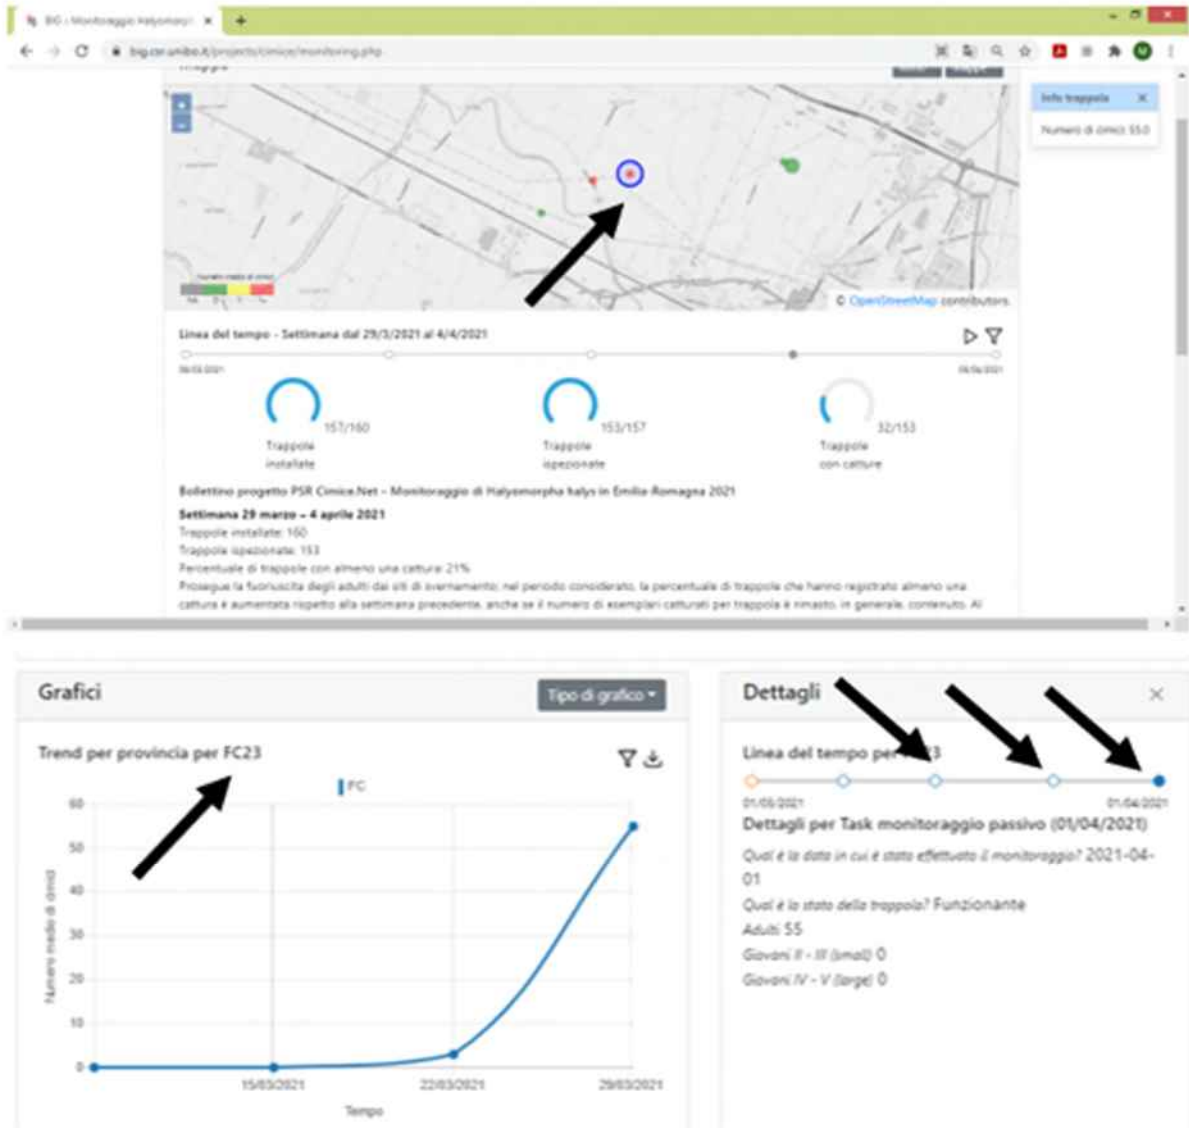 BIG - Monitoraggio Halyomorp
big.csr.unibo.it/projects/cimice/monitoring.php
Info trappola
Numero di cimici 55.0
© OpenStreetMap contributors.
Linea del tempo - Settimana dal 29/3/2021 al 4/4/2021
157/160
153/157
32/153
Trappole
installate
Trappole
ispezionate
Trappole
con catture
Bollettino progetto PSR Cimice.Net – Monitoraggio di Halyomorpha halys in Emilia-Romagna 2021
Settimana 29 marzo – 4 aprile 2021
Trappole installate: 160
Trappole ispezionate: 153
Percentuale di trappole con almeno una cattura: 21%
Prosegue la fuoriuscita degli adulti dai siti di svernamento; nel periodo considerato, la percentuale di trappole che hanno registrato almeno una
cattura è aumentata rispetto alla settimana precedente, anche se il numero di esemplari catturati per trappola è rimasto, in generale, contenuto. Al
Grafici
Tipo di grafico
Trend per provincia per FC23
FC
Numero medio di cimici
60
50
40
30
20
10
0
15/03/2021
22/03/2021
29/03/2021
Tempo
Dettagli
Linea del tempo per
01/04/2021
Dettagli per Task monitoraggio passivo (01/04/2021)
Qual è la data in cui è stato effettuato il monitoraggio? 2021-04-
01
Qual è lo stato della trappola? Funzionante
Adulti 55
Giovani II - III (small) 0
Giovani IV - V (large) 0